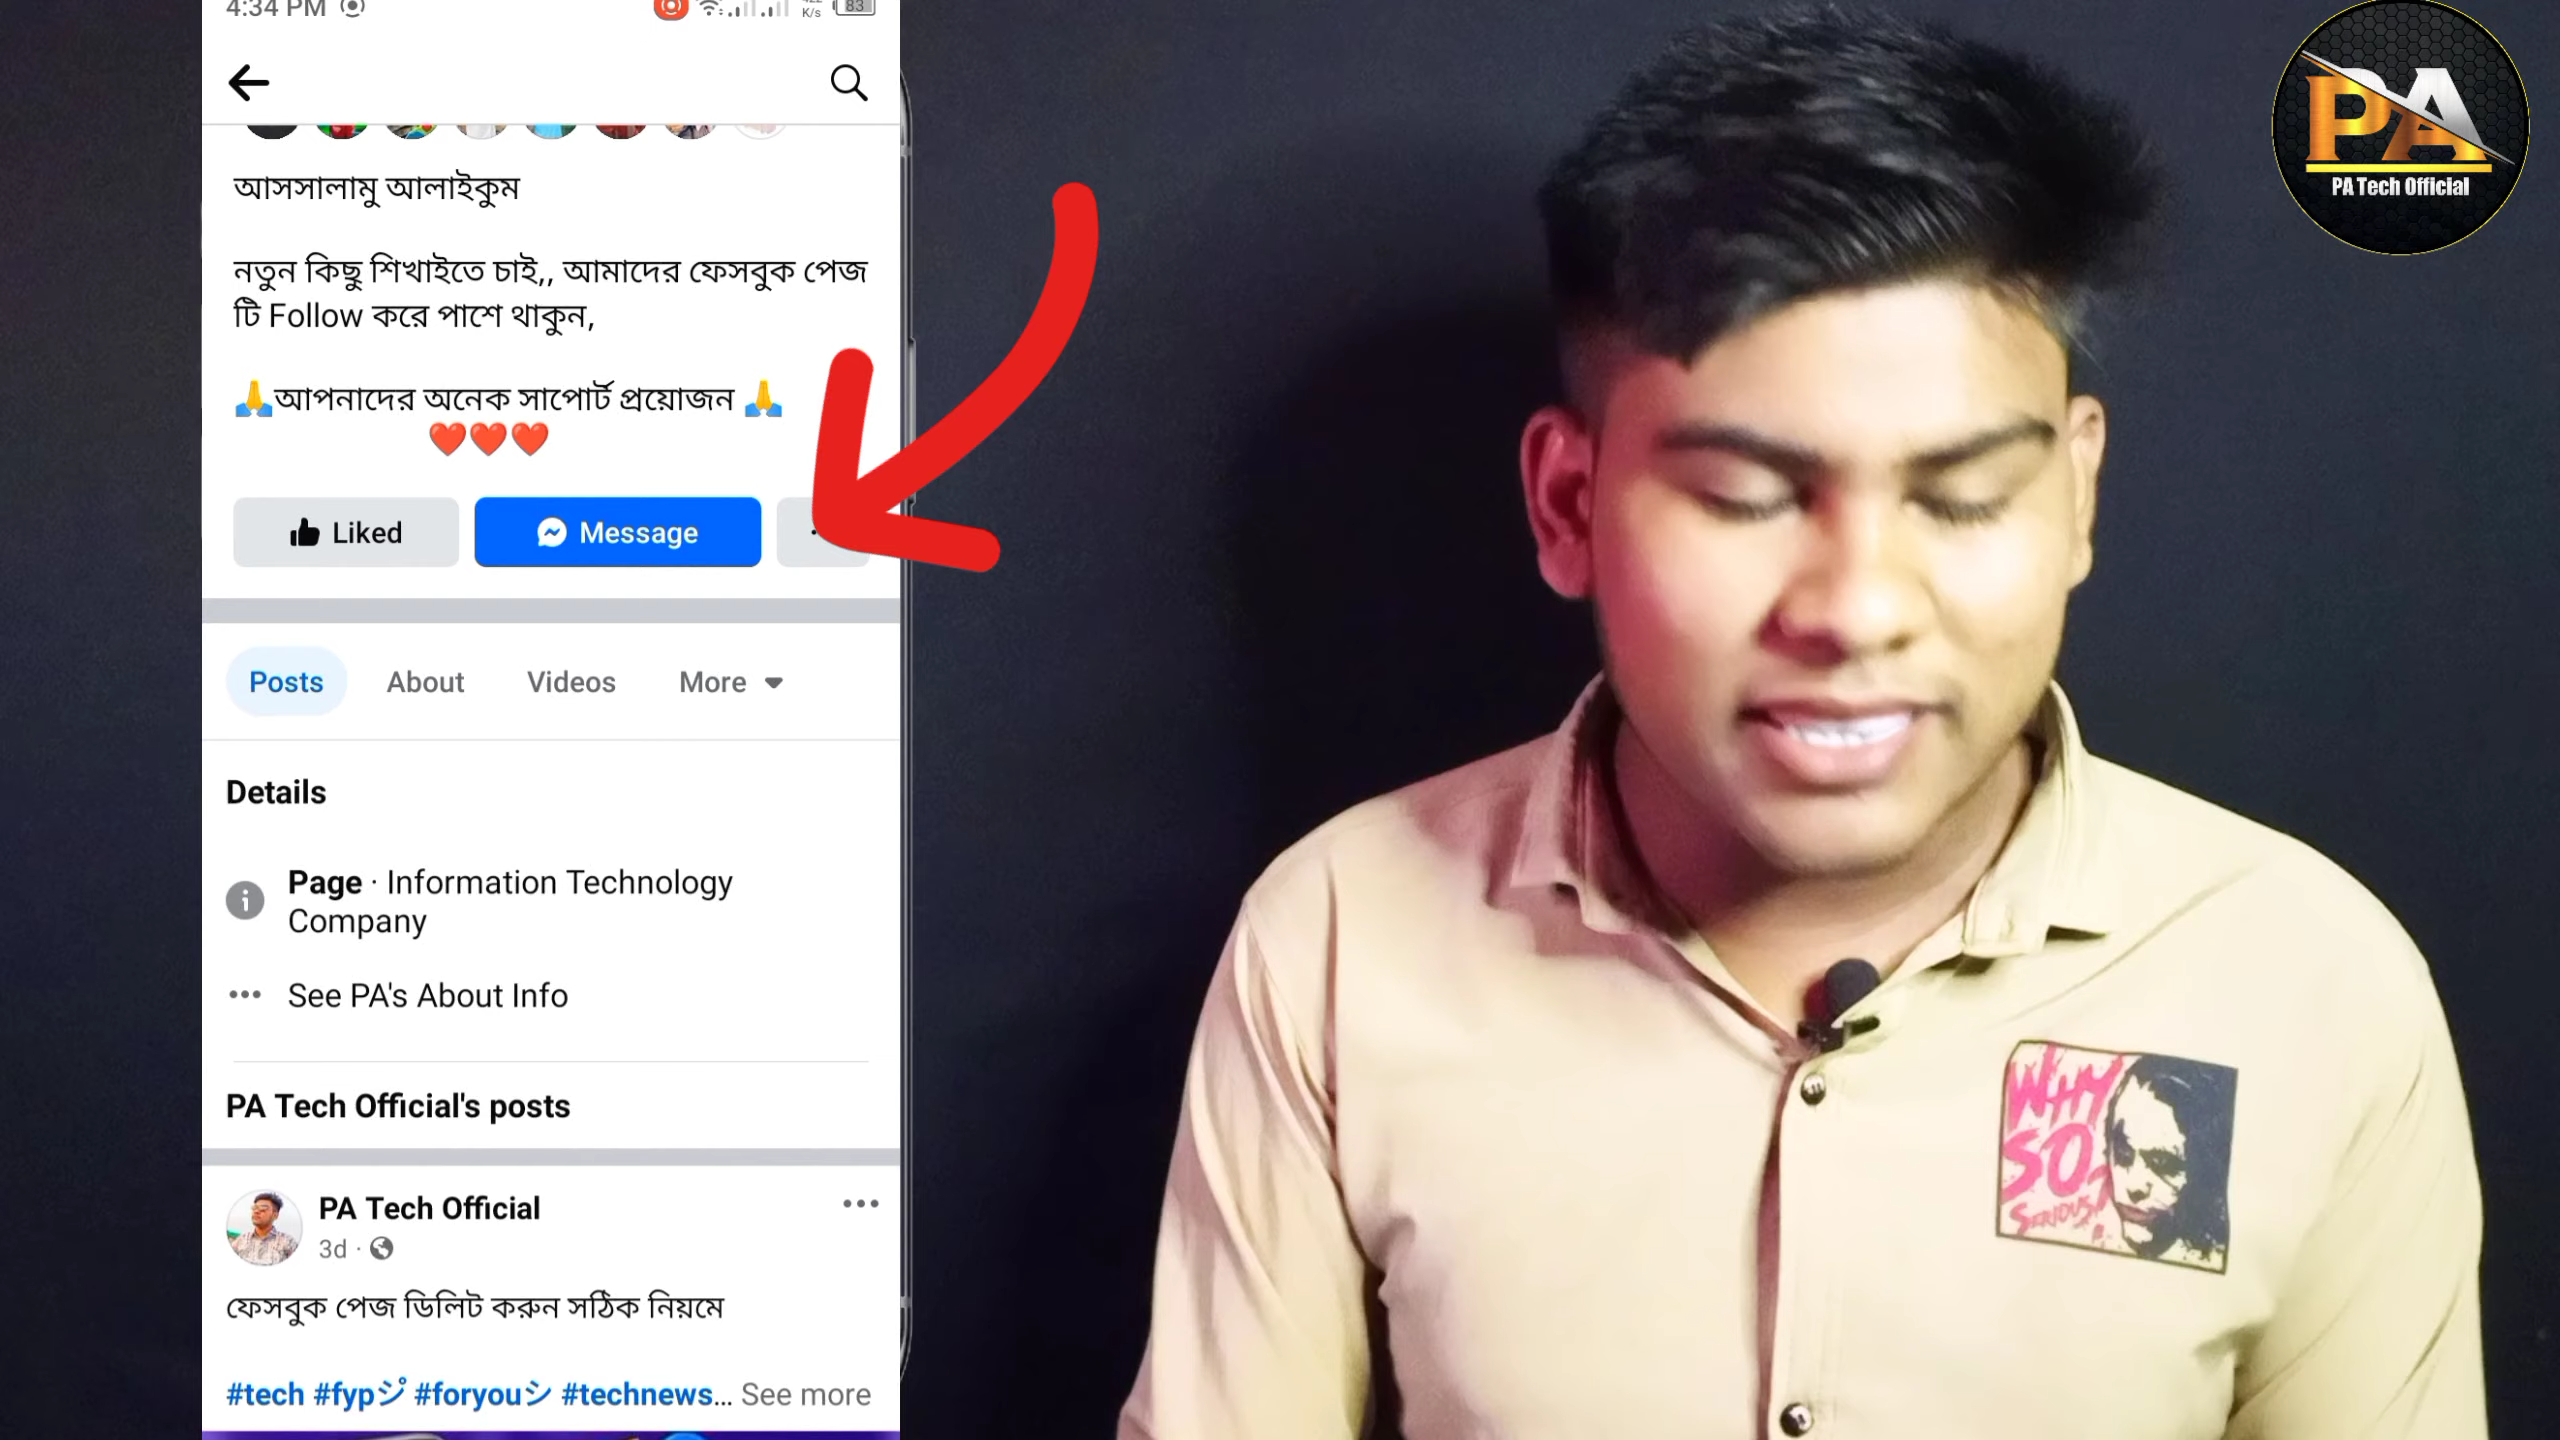 4:34 PM
K/s
83
আসসালামু আলাইকুম
নতুন কিছু শিখাইতে চাই,, আমাদের ফেসবুক পেজ
টি Follow করে পাশে থাকুন,
🙏আপনাদের অনেক সাপোর্ট প্রয়োজন 🙏
❤️❤️❤️
Liked
Message
Posts
About
Videos
More
Details
Page · Information Technology
Company
See PA's About Info
PA Tech Official's posts
PA Tech Official
3d ·
ফেসবুক পেজ ডিলিট করুন সঠিক নিয়মে
#tech #fypジ゚ #foryouシ #technews... See more
PA
PA Tech Official
WHY
SO
SERIOUS